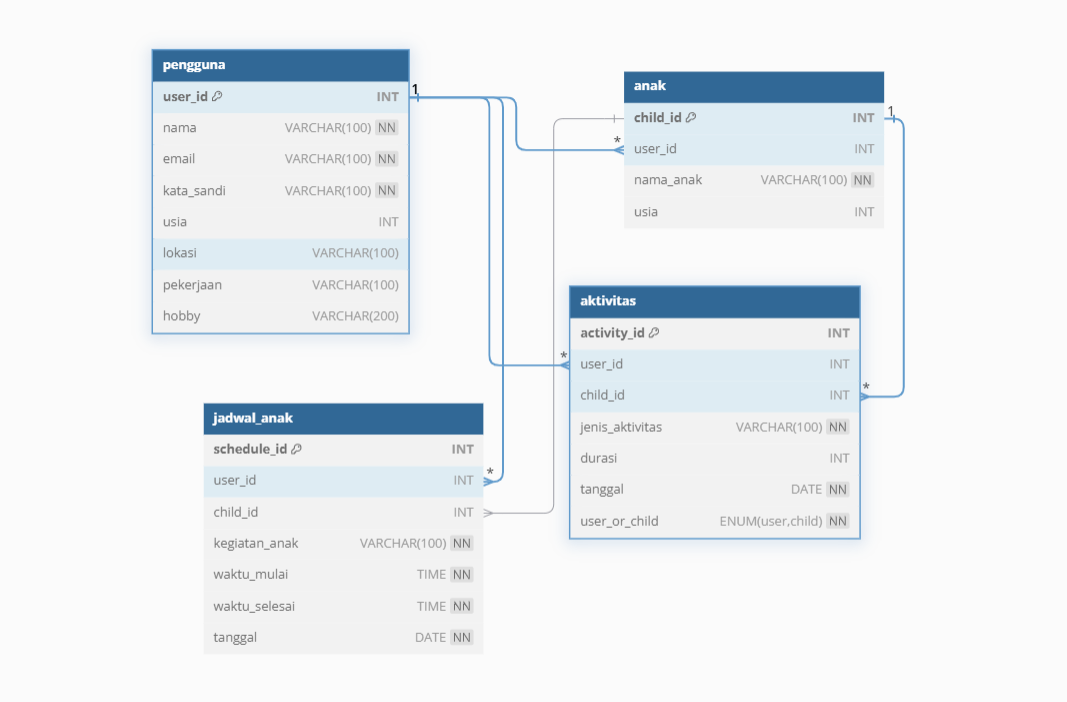 pengguna
user_id INT
nama VARCHAR(100) NN
email VARCHAR(100) NN
kata_sandi VARCHAR(100) NN
usia INT
lokasi VARCHAR(100)
pekerjaan VARCHAR(100)
hobby VARCHAR(200)
1
anak
child_id INT
user_id INT
nama_anak VARCHAR(100) NN
usia INT
*
1
aktivitas
activity_id INT
user_id INT
child_id INT
jenis_aktivitas VARCHAR(100) NN
durasi INT
tanggal DATE NN
user_or_child ENUM(user,child) NN
*
*
jadwal_anak
schedule_id INT
user_id INT
child_id INT
kegiatan_anak VARCHAR(100) NN
waktu_mulai TIME NN
waktu_selesai TIME NN
tanggal DATE NN
*